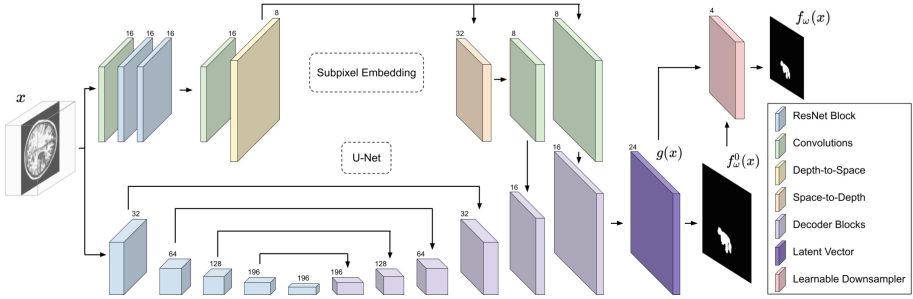 8
8
4
f_ω(x)
16
16
16
16
32
8
Subpixel Embedding
x
ResNet Block
U-Net
g(x)
f_ω^0(x)
Convolutions
16
24
Depth-to-Space
16
Space-to-Depth
32
32
Decoder Blocks
64
128
196
196
196
128
64
Latent Vector
Learnable Downsampler